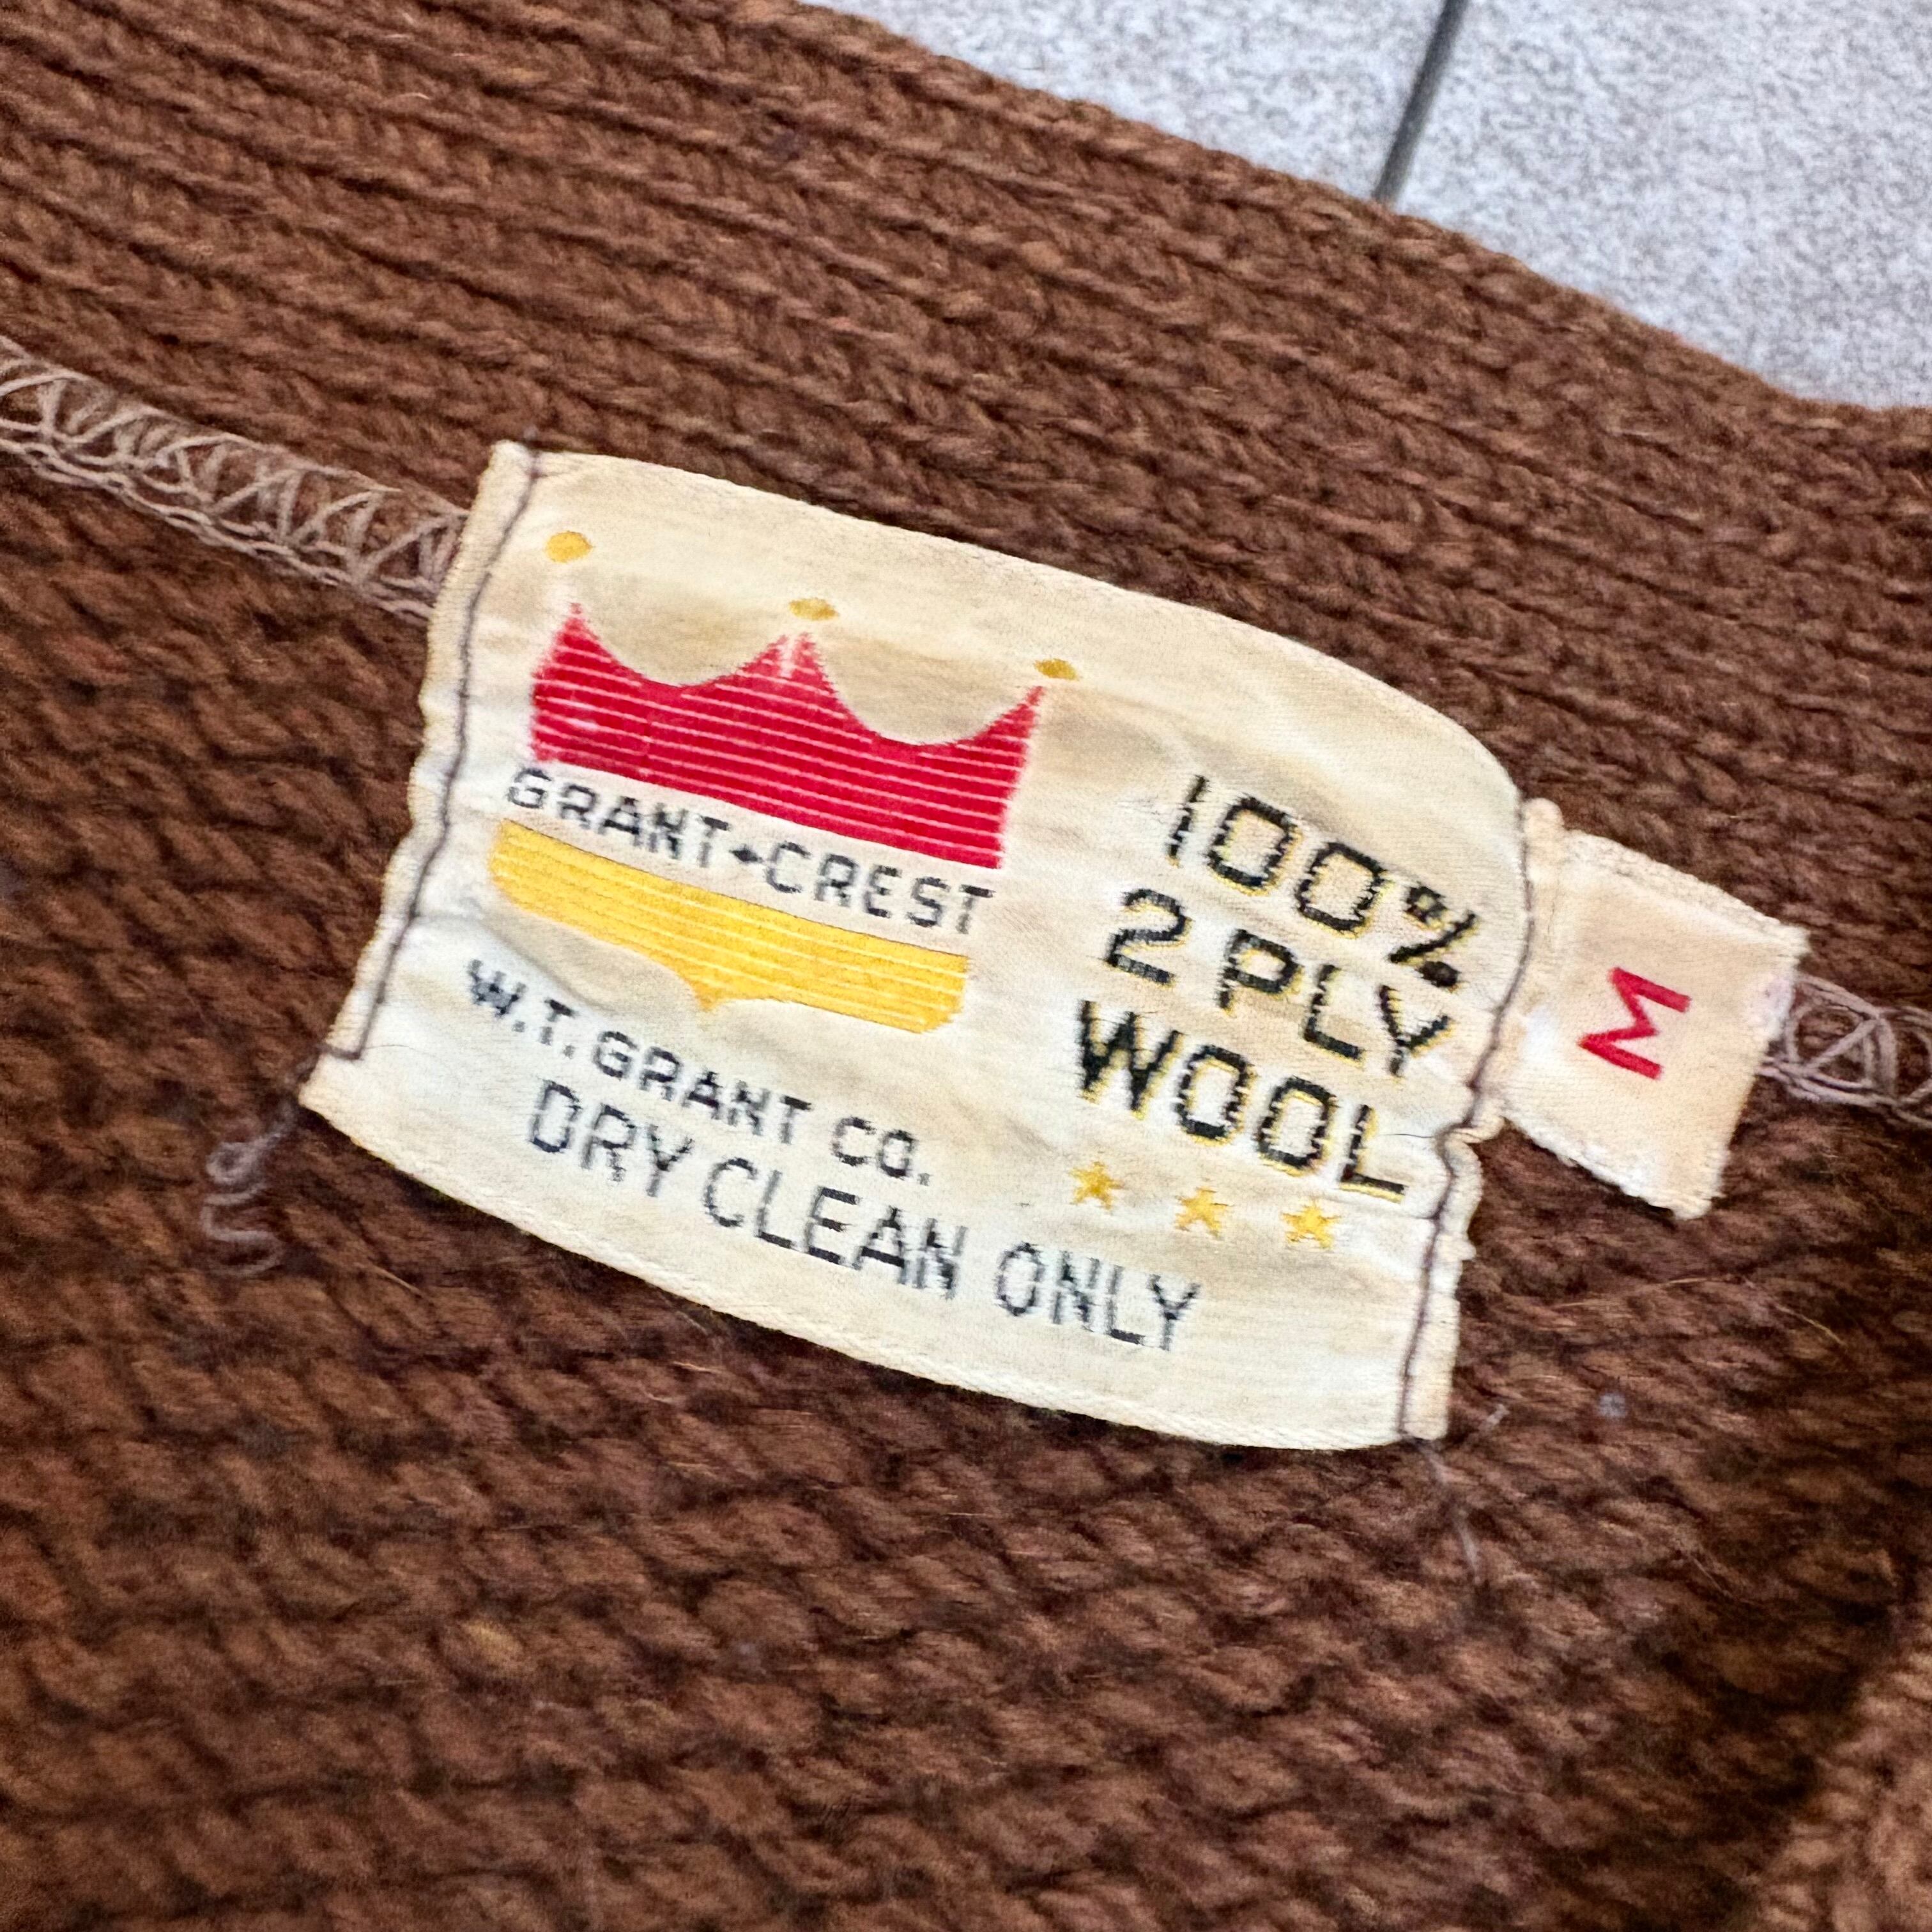 GRANT✦CREST
W.T. GRANT CO.
DRY CLEAN ONLY
100%
2 PLY
WOOL
M